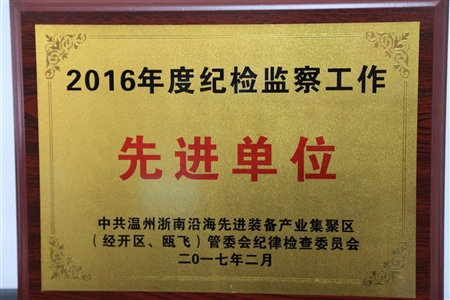 2016年度纪检监察工作
先进单位
中共温州浙南沿海先进装备产业集聚区
（经开区、瓯飞）管委会纪律检查委员会
二〇一七年二月